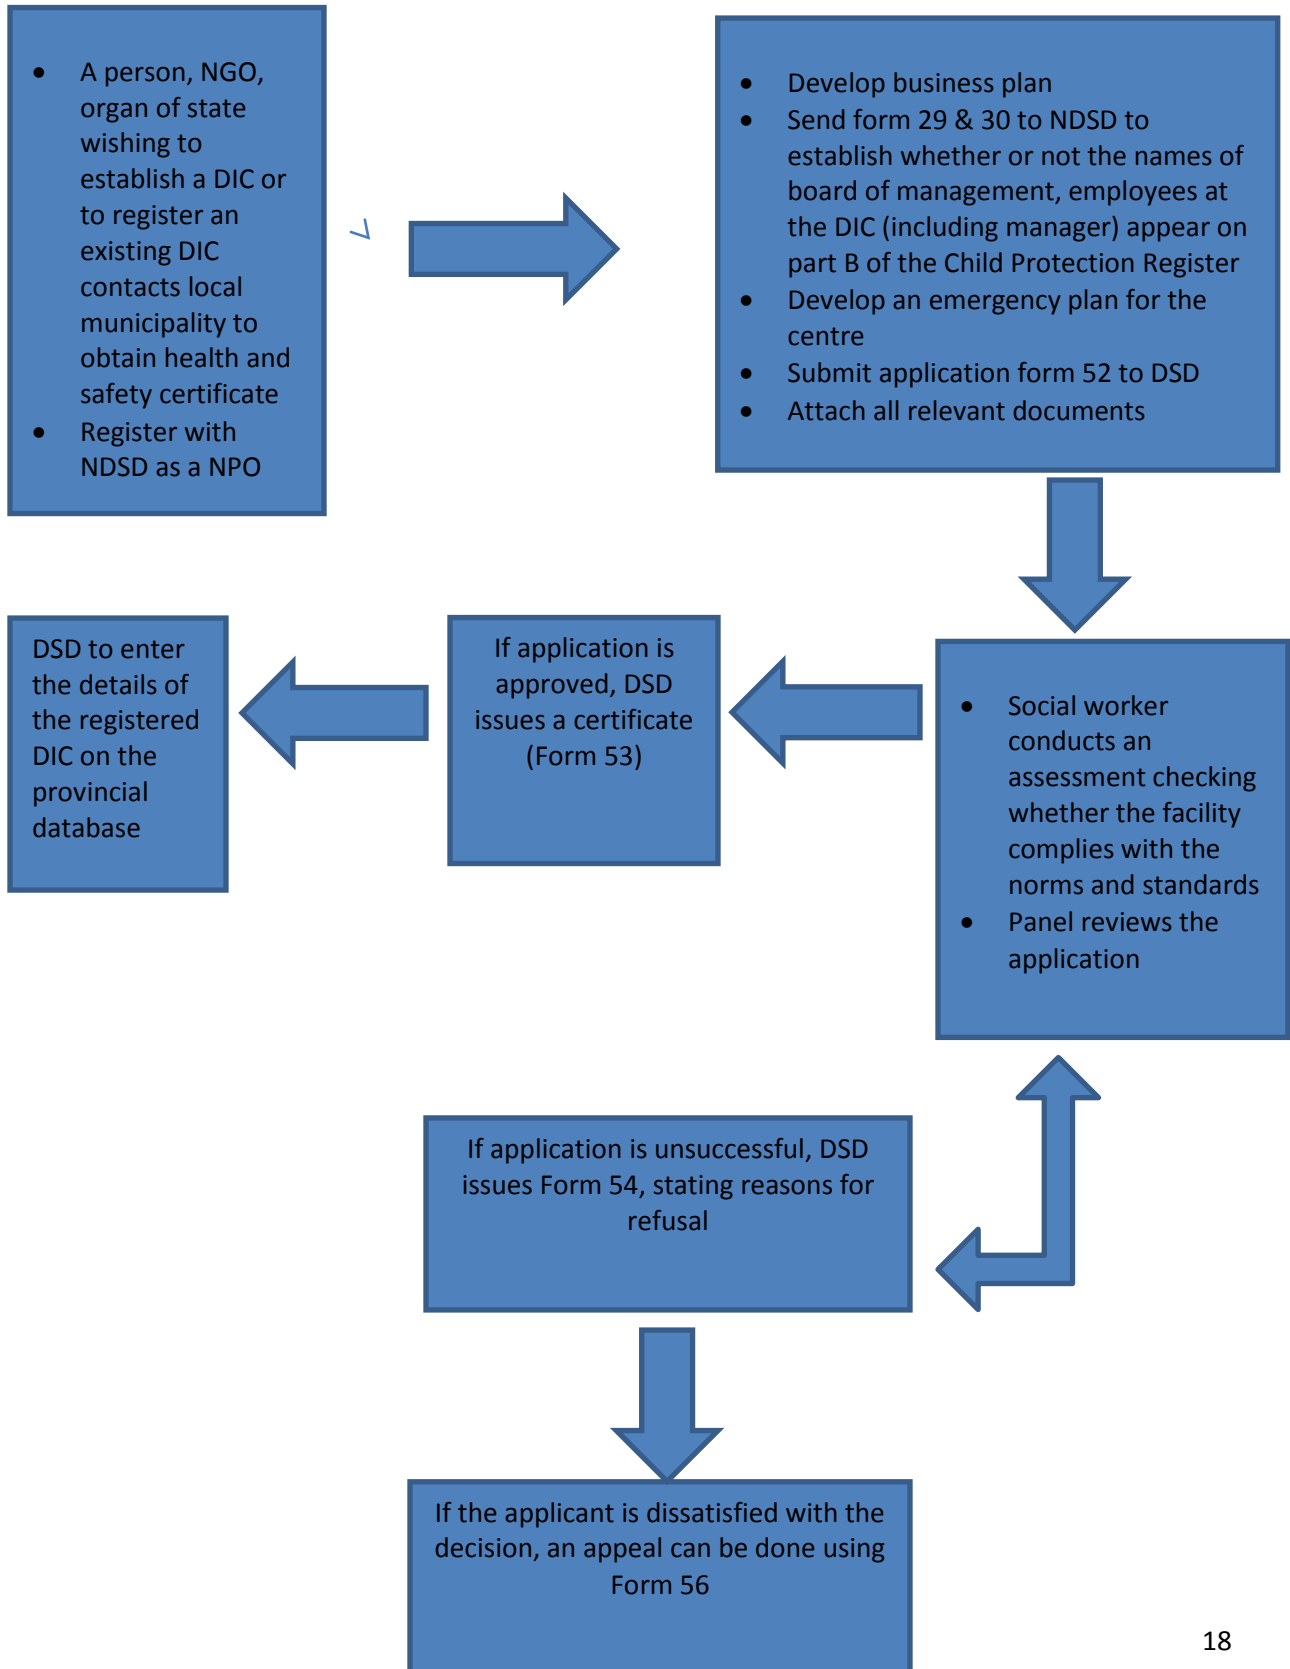 • A person, NGO,
organ of state
wishing to
establish a DIC or
to register an
existing DIC
contacts local
municipality to
obtain health and
safety certificate
• Register with
NDSD as a NPO
• Develop business plan
• Send form 29 & 30 to NDSD to
establish whether or not the names of
board of management, employees at
the DIC (including manager) appear on
part B of the Child Protection Register
• Develop an emergency plan for the
centre
• Submit application form 52 to DSD
• Attach all relevant documents
• Social worker
conducts an
assessment checking
whether the facility
complies with the
norms and standards
• Panel reviews the
application
If application is
approved, DSD
issues a certificate
(Form 53)
DSD to enter
the details of
the registered
DIC on the
provincial
database
If application is unsuccessful, DSD
issues Form 54, stating reasons for
refusal
If the applicant is dissatisfied with the
decision, an appeal can be done using
Form 56
18